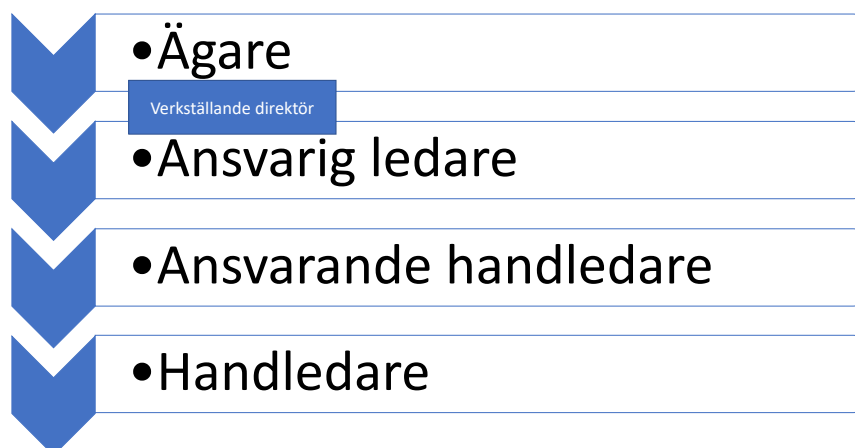 •Ägare
Verkställande direktör
•Ansvarig ledare
•Ansvarande handledare
•Handledare